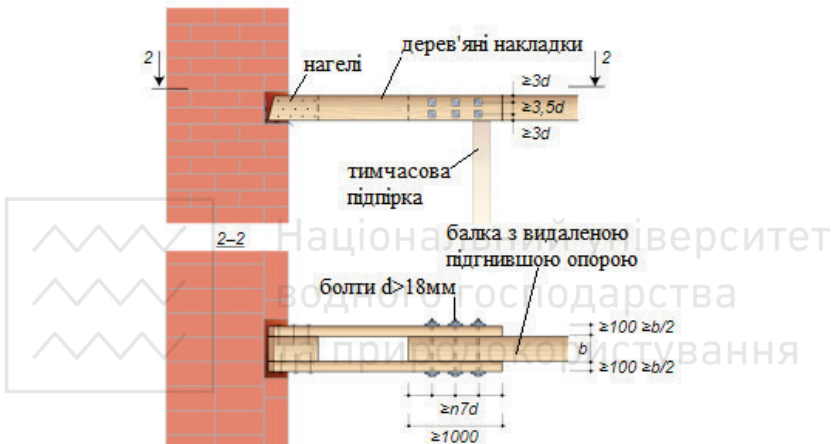 дерев'яні накладки
2
нагелі
2
≥3d
≥3,5d
≥3d
тимчасова
підпірка
2–2
балка з видаленою
підгнившою опорою
Національний університет
болти d>18мм
водного господарства
≥100 ≥b/2
b
та природокористування
≥100 ≥b/2
≥n7d
≥1000